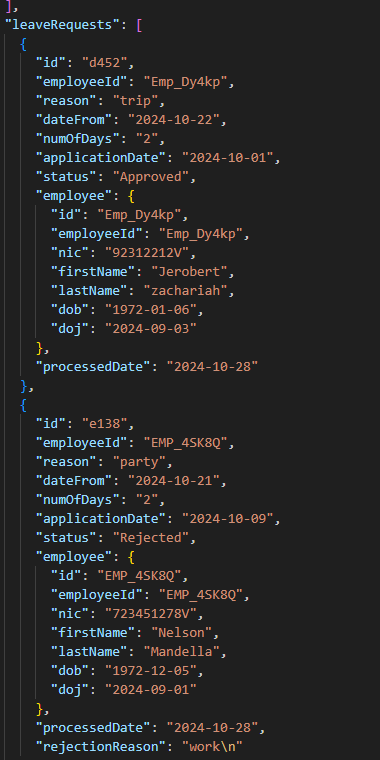 ],
"leaveRequests": [
{
"id": "d452",
"employeeId": "Emp_Dy4kp",
"reason": "trip",
"dateFrom": "2024-10-22",
"numOfDays": "2",
"applicationDate": "2024-10-01",
"status": "Approved",
"employee": {
"id": "Emp_Dy4kp",
"employeeId": "Emp_Dy4kp",
"nic": "92312212V",
"firstName": "Jerobert",
"lastName": "zachariah",
"dob": "1972-01-06",
"doj": "2024-09-03"
},
"processedDate": "2024-10-28"
},
{
"id": "e138",
"employeeId": "EMP_4SK8Q",
"reason": "party",
"dateFrom": "2024-10-21",
"numOfDays": "2",
"applicationDate": "2024-10-09",
"status": "Rejected",
"employee": {
"id": "EMP_4SK8Q",
"employeeId": "EMP_4SK8Q",
"nic": "723451278V",
"firstName": "Nelson",
"lastName": "Mandella",
"dob": "1972-12-05",
"doj": "2024-09-01"
},
"processedDate": "2024-10-28",
"rejectionReason": "work\n"